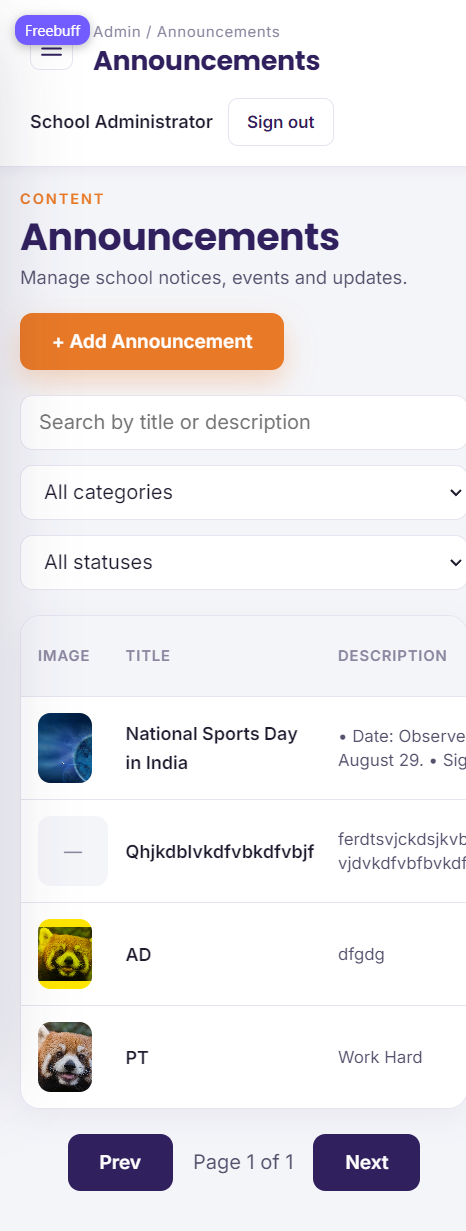 Freebuff
Admin / Announcements
Announcements
School Administrator
Sign out
CONTENT
Announcements
Manage school notices, events and updates.
+ Add Announcement
Search by title or description
All categories
All statuses
IMAGE TITLE DESCRIPTION
National Sports Day
in India
• Date: Observe
August 29. • Sig
—
Qhjkdblvkdfvbkdfvbjf
ferdtsvjckdsjkvb
vjdvkdfvbfbvkdf
AD
dfgdg
PT
Work Hard
Prev
Page 1 of 1
Next